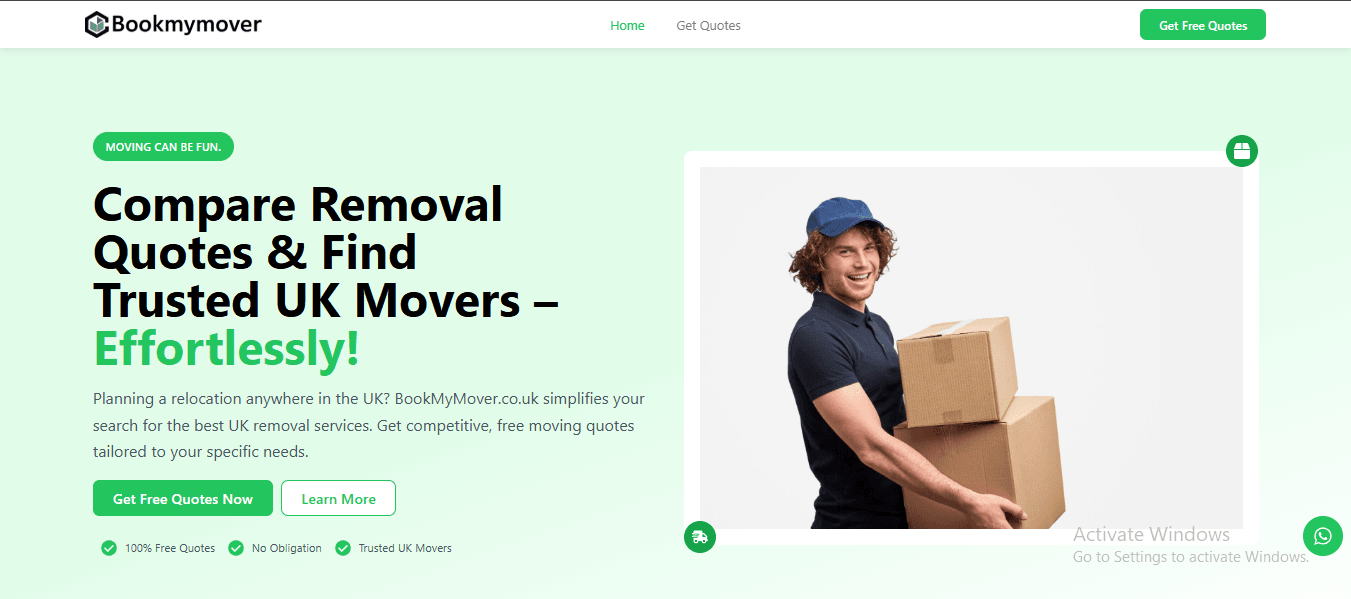 Bookmymover
Home
Get Quotes
Get Free Quotes
MOVING CAN BE FUN.
Compare Removal
Quotes & Find
Trusted UK Movers –
Effortlessly!
Planning a relocation anywhere in the UK? BookMyMover.co.uk simplifies your
search for the best UK removal services. Get competitive, free moving quotes
tailored to your specific needs.
Get Free Quotes Now
Learn More
100% Free Quotes
No Obligation
Trusted UK Movers
Activate Windows
Go to Settings to activate Windows.